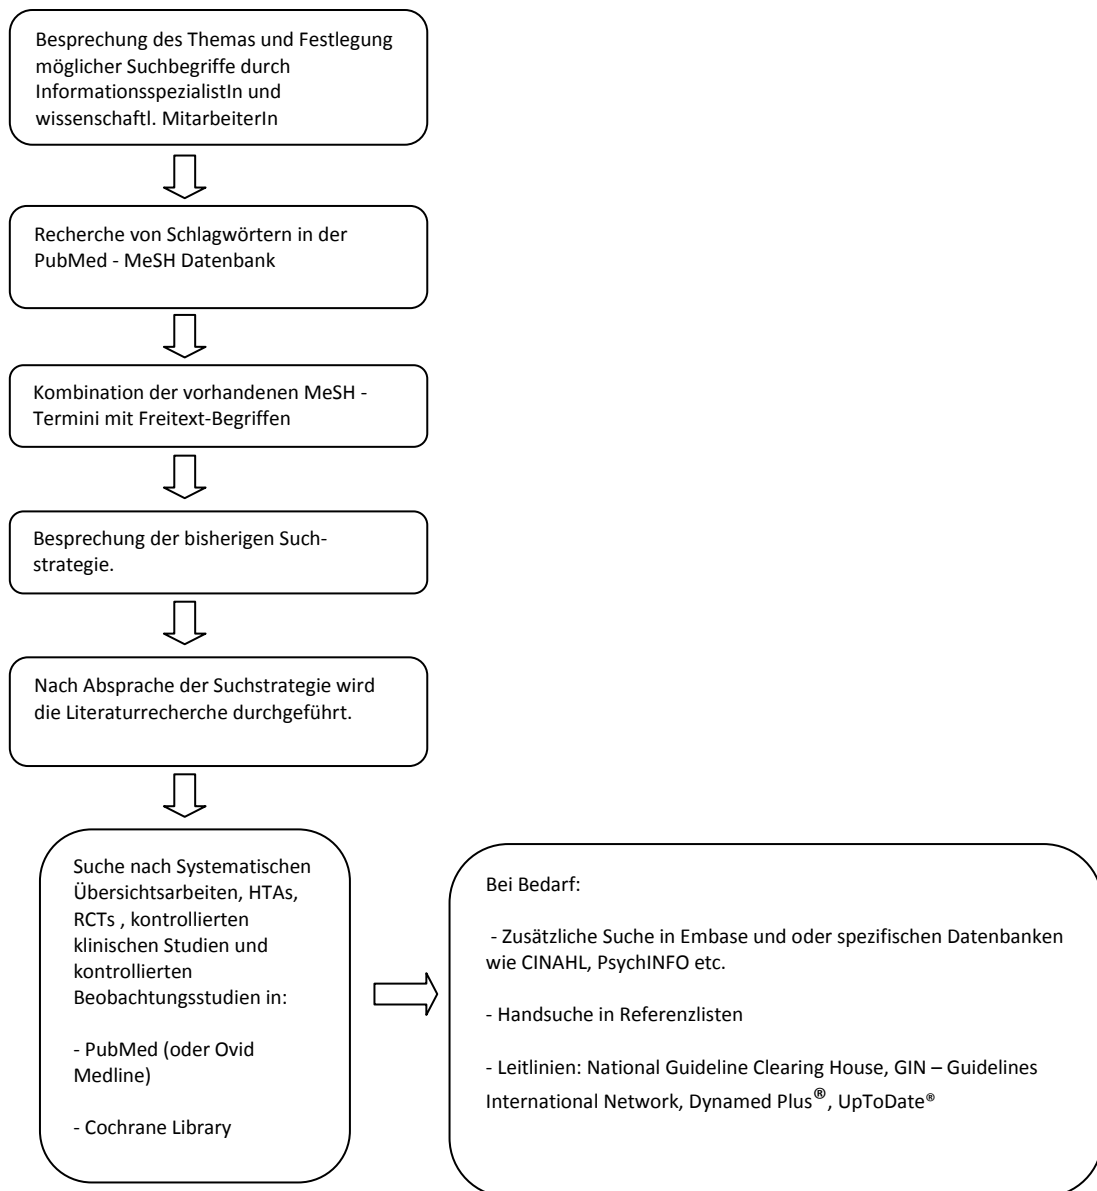 Besprechung des Themas und Festlegung
möglicher Suchbegriffe durch
InformationsspezialistIn und
wissenschaftl. MitarbeiterIn
Recherche von Schlagwörtern in der
PubMed - MeSH Datenbank
Kombination der vorhandenen MeSH -
Termini mit Freitext-Begriffen
Besprechung der bisherigen Such-
strategie.
Nach Absprache der Suchstrategie wird
die Literaturrecherche durchgeführt.
Suche nach Systematischen
Übersichtsarbeiten, HTAs,
RCTs , kontrollierten
klinischen Studien und
kontrollierten
Beobachtungsstudien in:
- PubMed (oder Ovid
Medline)
- Cochrane Library
Bei Bedarf:
- Zusätzliche Suche in Embase und oder spezifischen Datenbanken
wie CINAHL, PsychINFO etc.
- Handsuche in Referenzlisten
- Leitlinien: National Guideline Clearing House, GIN – Guidelines
International Network, Dynamed Plus®, UpToDate®